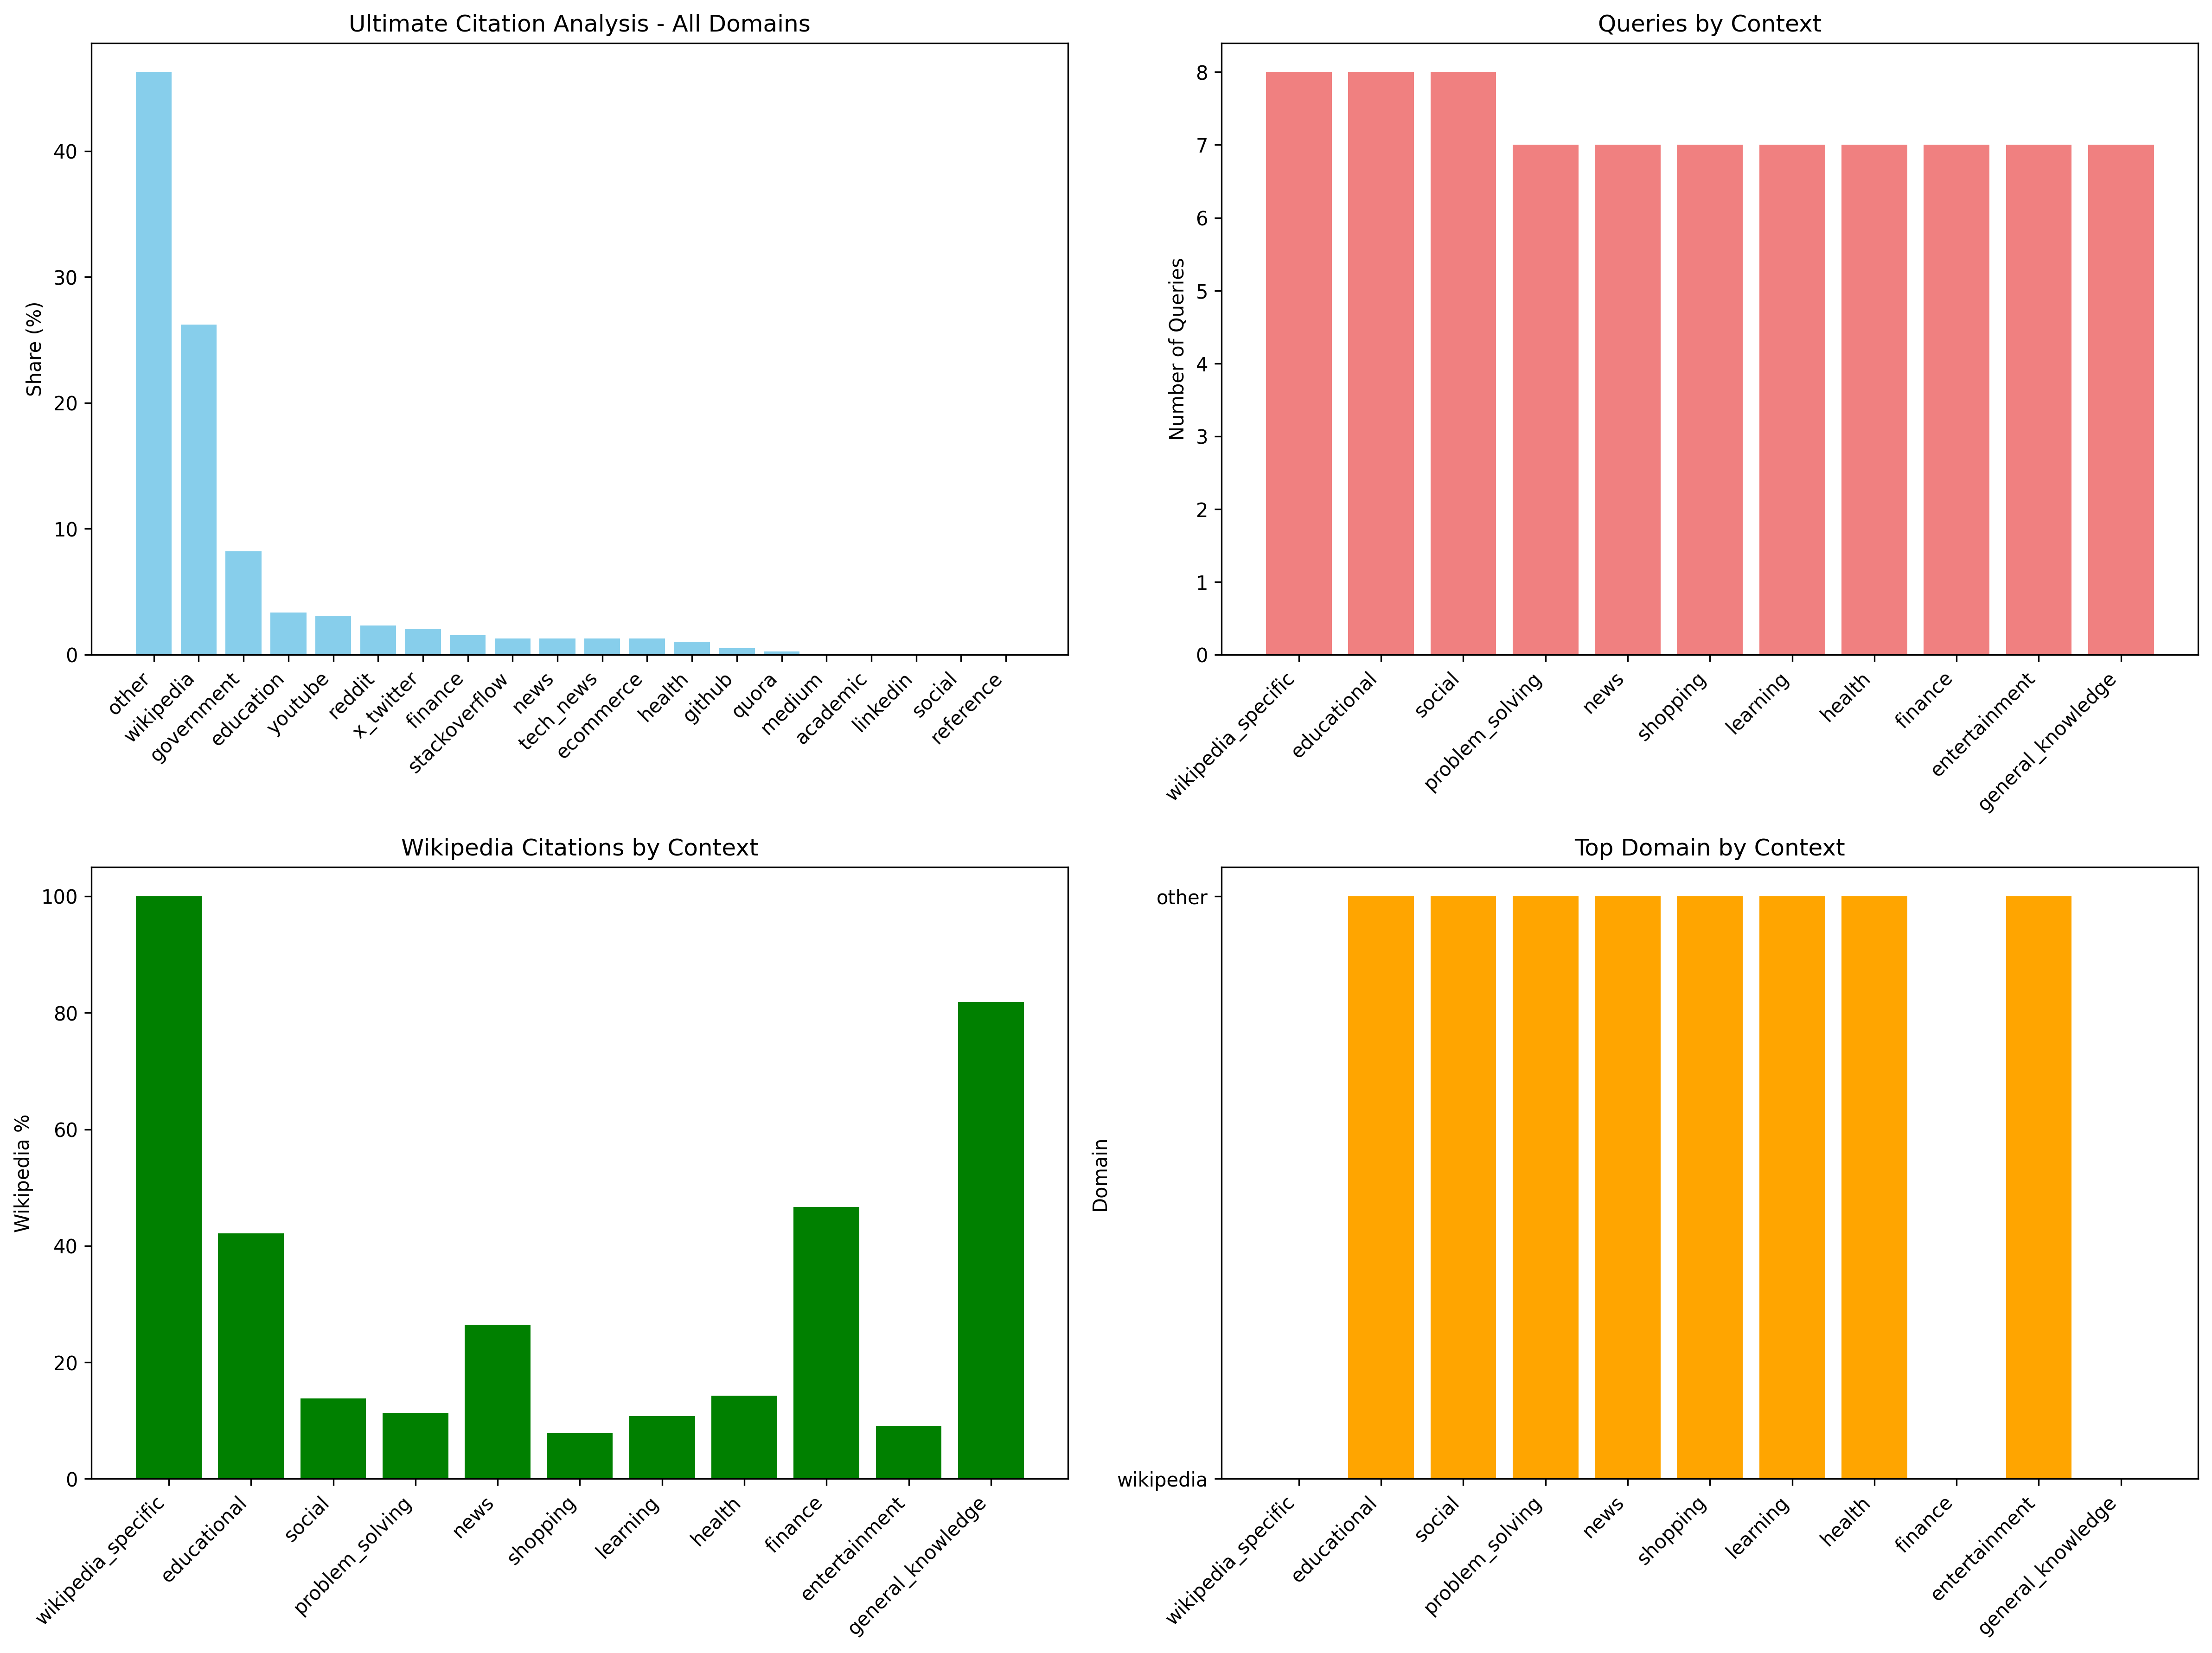 Ultimate Citation Analysis - All Domains
Share (%)
40
30
20
10
0
other
wikipedia
government
education
youtube
reddit
x_twitter
finance
stackoverflow
news
tech_news
ecommerce
health
github
quora
medium
academic
linkedin
social
reference
Queries by Context
Number of Queries
8
7
6
5
4
3
2
1
0
wikipedia_specific
educational
social
problem_solving
news
shopping
learning
health
finance
entertainment
general_knowledge
Wikipedia Citations by Context
Wikipedia %
100
80
60
40
20
0
wikipedia_specific
educational
social
problem_solving
news
shopping
learning
health
finance
entertainment
general_knowledge
Top Domain by Context
Domain
other
wikipedia
wikipedia_specific
educational
social
problem_solving
news
shopping
learning
health
finance
entertainment
general_knowledge